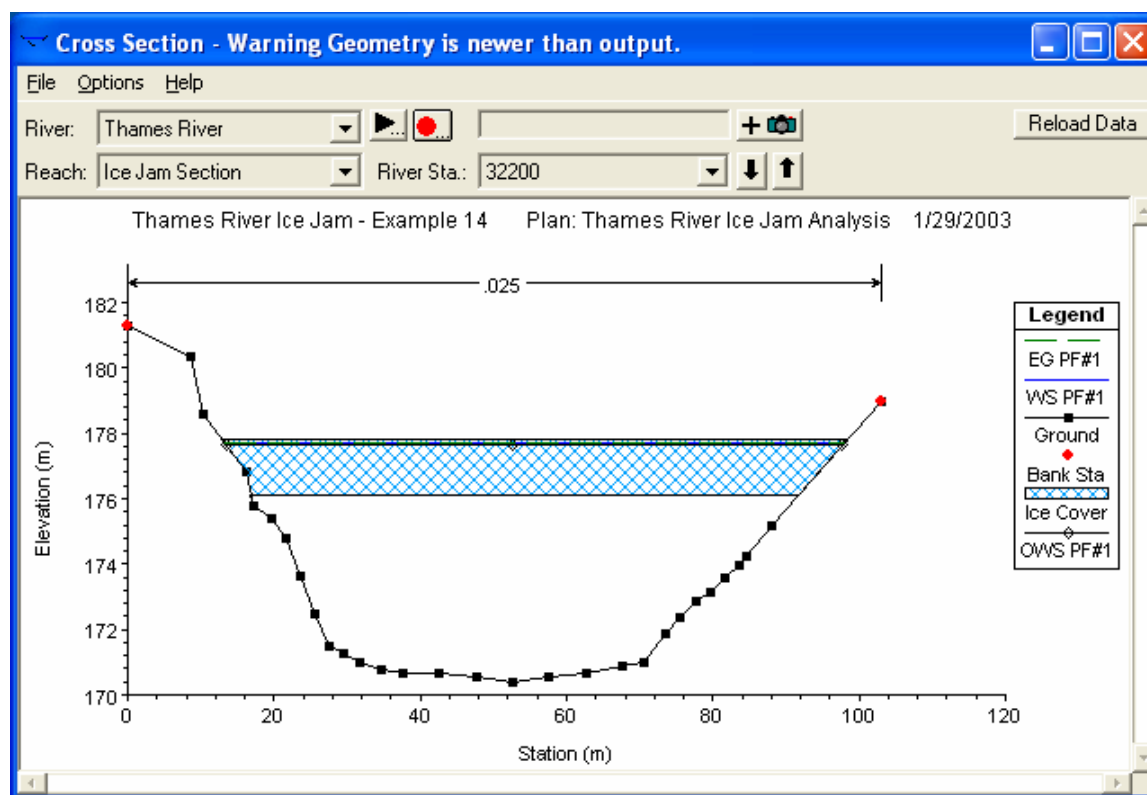 Cross Section - Warning Geometry is newer than output.
File Options Help
River: Thames River Reload Data
Reach: Ice Jam Section River Sta.: 32200
Thames River Ice Jam - Example 14 Plan: Thames River Ice Jam Analysis 1/29/2003
.025
Elevation (m)
182
180
178
176
174
172
170
0 20 40 60 80 100 120
Station (m)
Legend
EG PF#1
WS PF#1
Ground
Bank Sta
Ice Cover
OWS PF#1